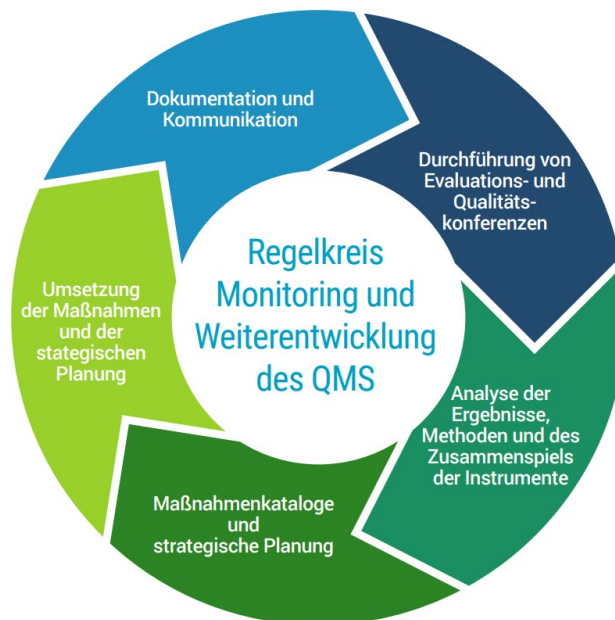 Regelkreis
Monitoring und
Weiterentwicklung
des QMS
Dokumentation und
Kommunikation
Durchführung von
Evaluations- und
Qualitäts-
konferenzen
Analyse der
Ergebnisse,
Methoden und des
Zusammenspiels
der Instrumente
Maßnahmenkataloge
und
strategische Planung
Umsetzung
der Maßnahmen
und der
stategischen
Planung